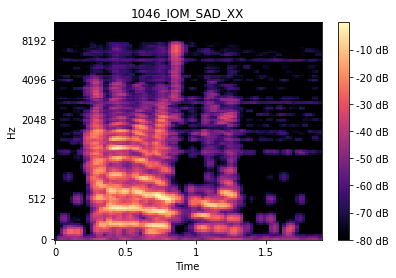 1046_IOM_SAD_XX
Hz
8192
4096
2048
1024
512
0
0
0.5
1
1.5
Time
-10 dB
-20 dB
-30 dB
-40 dB
-50 dB
-60 dB
-70 dB
-80 dB